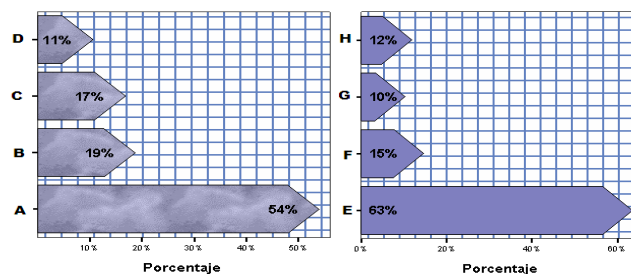 D 11%
C 17%
B 19%
A 54%
10% 20% 30% 40% 50%
Porcentaje
H 12%
G 10%
F 15%
E 63%
0% 20% 40% 60%
Porcentaje